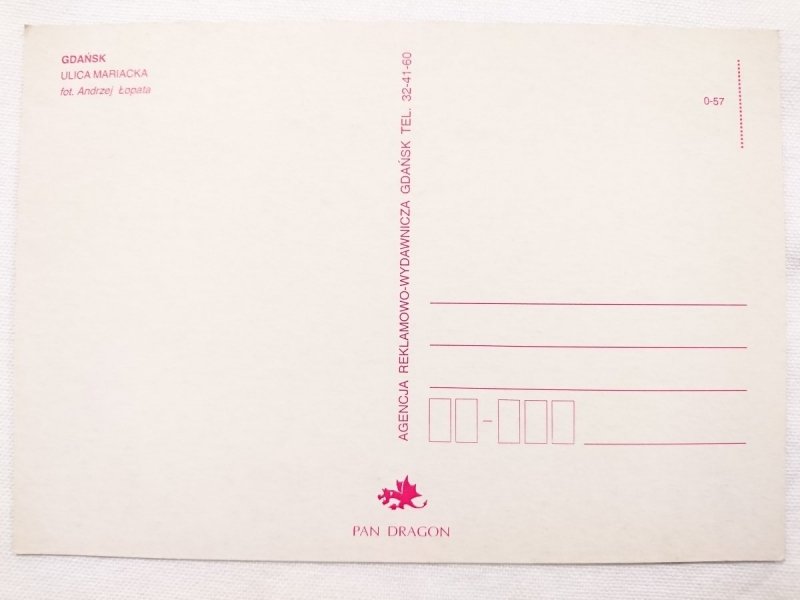 GDAŃSK
ULICA MARIACKA
fot. Andrzej Łopata
AGENCJA REKLAMOWO-WYDAWNICZA GDAŃSK TEL. 32-41-60
0-57
–
PAN DRAGON